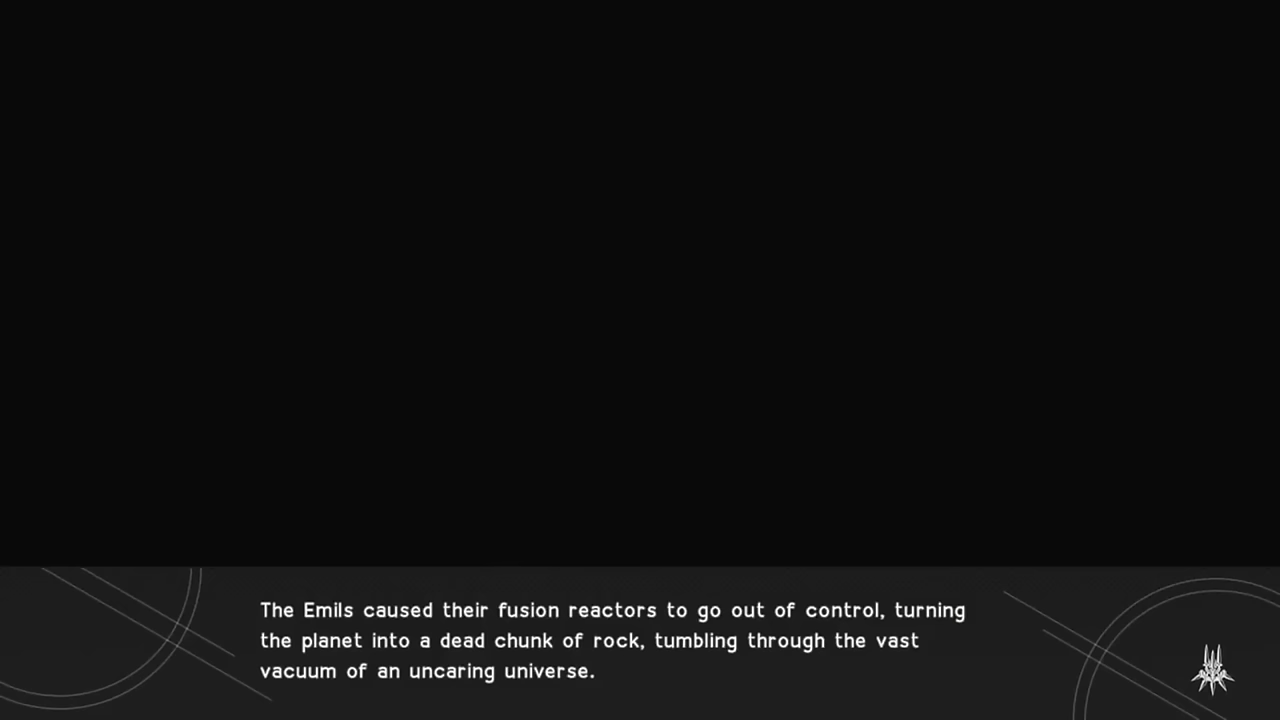 The Emils caused their fusion reactors to go out of control, turning
the planet into a dead chunk of rock, tumbling through the vast
vacuum of an uncaring universe.